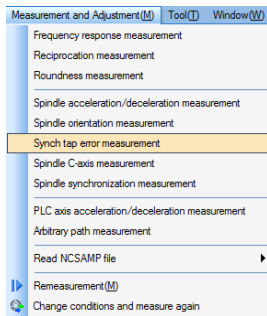 Measurement and Adjustment(M) Tool(T) Window(W)
Frequency response measurement
Reciprocation measurement
Roundness measurement
Spindle acceleration/deceleration measurement
Spindle orientation measurement
Synch tap error measurement
Spindle C-axis measurement
Spindle synchronization measurement
PLC axis acceleration/deceleration measurement
Arbitrary path measurement
Read NCSAMP file
Remeasurement(M)
Change conditions and measure again